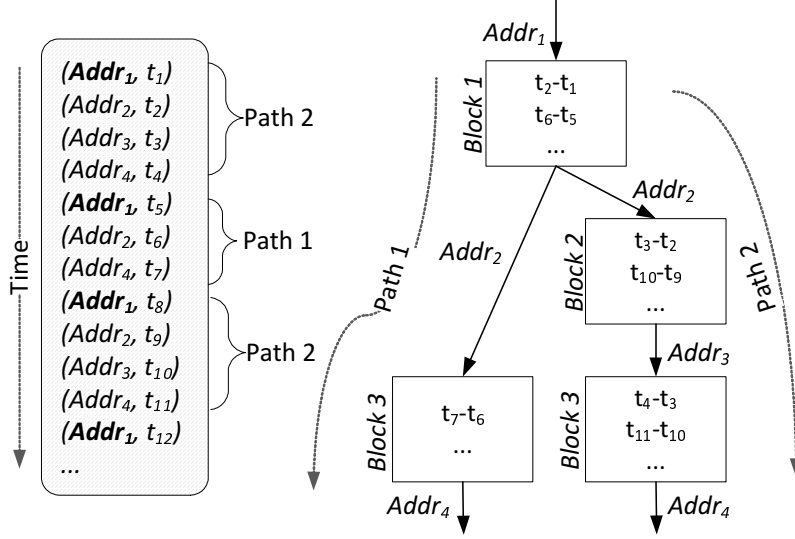 Time
(Addr₁, t₁)
(Addr₂, t₂)
(Addr₃, t₃)
(Addr₄, t₄)
Path 2
(Addr₁, t₅)
(Addr₂, t₆)
(Addr₄, t₇)
Path 1
(Addr₁, t₈)
(Addr₂, t₉)
(Addr₃, t₁₀)
(Addr₄, t₁₁)
Path 2
(Addr₁, t₁₂)
...
Addr₁
Block 1
t₂-t₁
t₆-t₅
...
Path 1
Addr₂
Addr₂
Block 2
t₃-t₂
t₁₀-t₉
...
Path 2
Addr₃
Block 3
t₇-t₆
...
Addr₄
Block 3
t₄-t₃
t₁₁-t₁₀
...
Addr₄